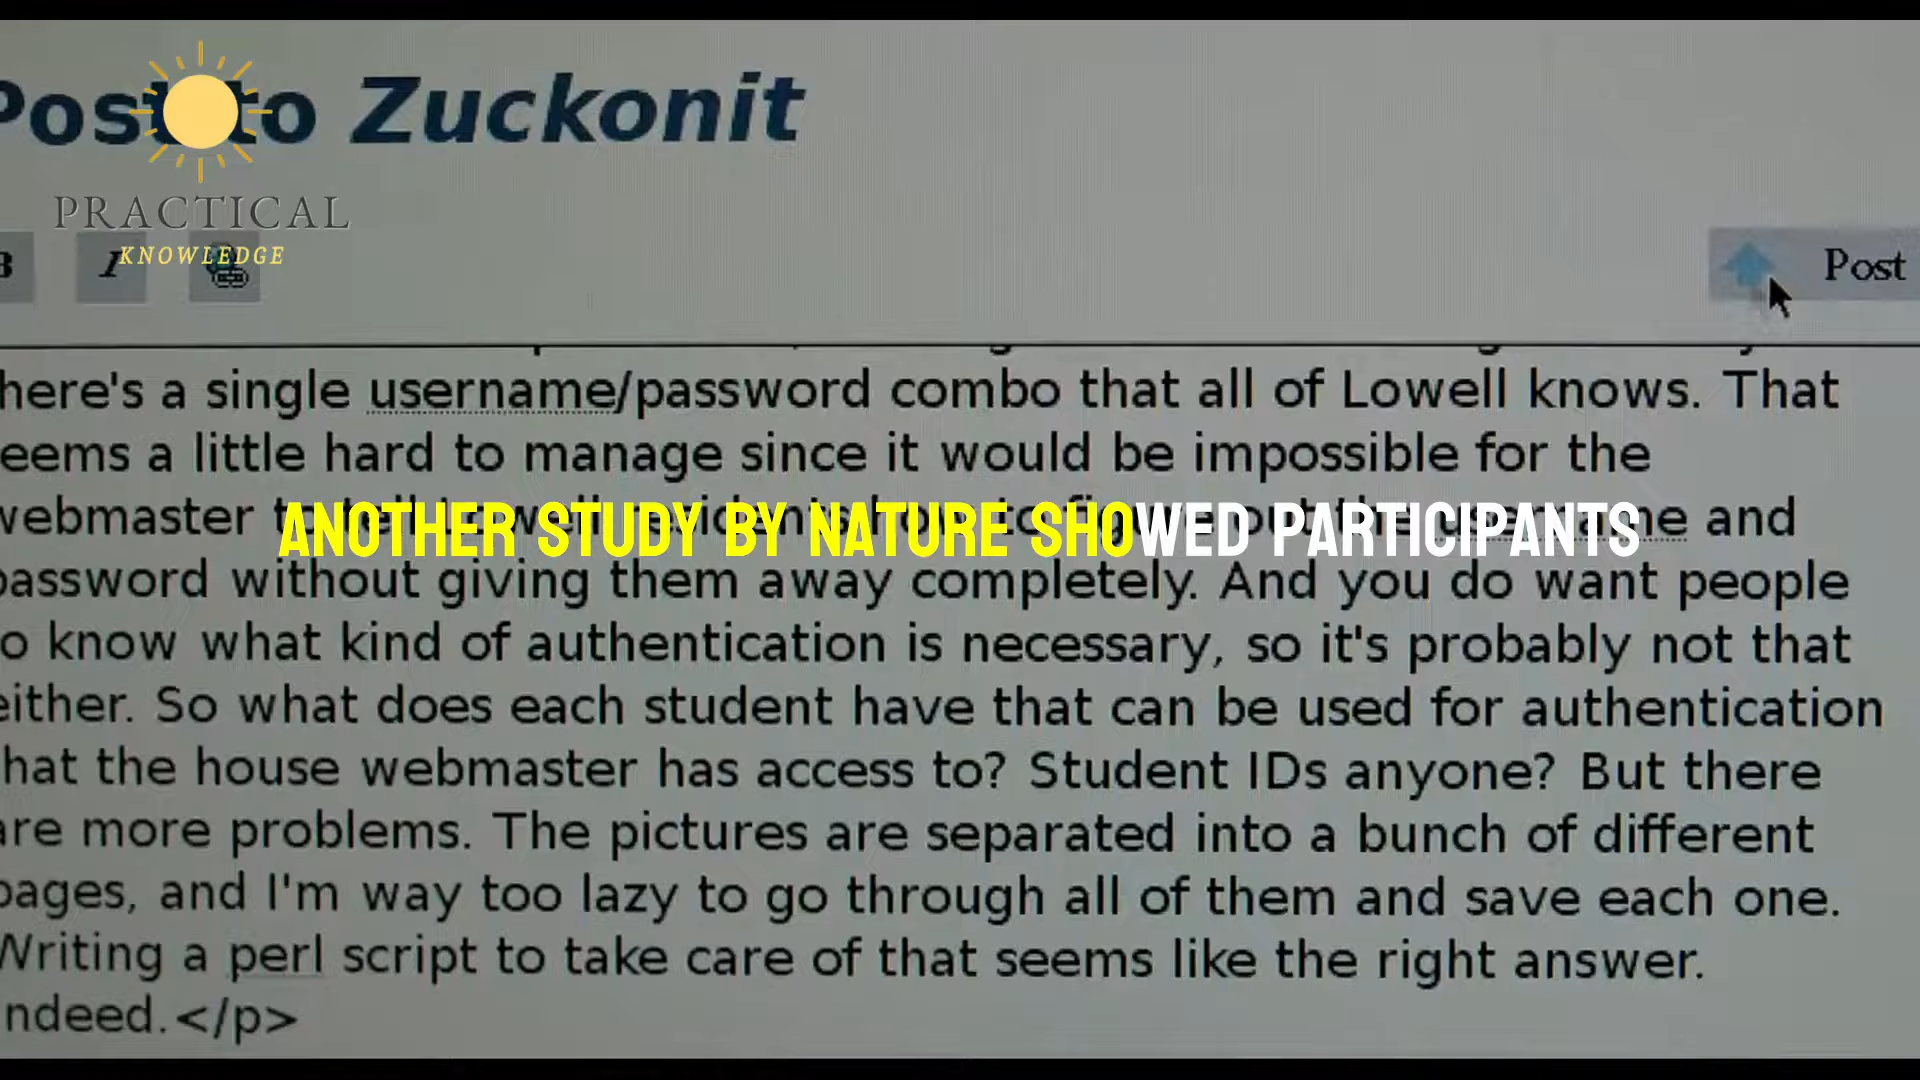 Post to Zuckonit
PRACTICAL
KNOWLEDGE
B I
Post
here's a single username/password combo that all of Lowell knows. That
eems a little hard to manage since it would be impossible for the
webmaster
ANOTHER STUDY BY NATURE SHOWED PARTICIPANTS
and
password without giving them away completely. And you do want people
o know what kind of authentication is necessary, so it's probably not that
either. So what does each student have that can be used for authentication
hat the house webmaster has access to? Student IDs anyone? But there
are more problems. The pictures are separated into a bunch of different
pages, and I'm way too lazy to go through all of them and save each one.
Writing a perl script to take care of that seems like the right answer.
ndeed.</p>